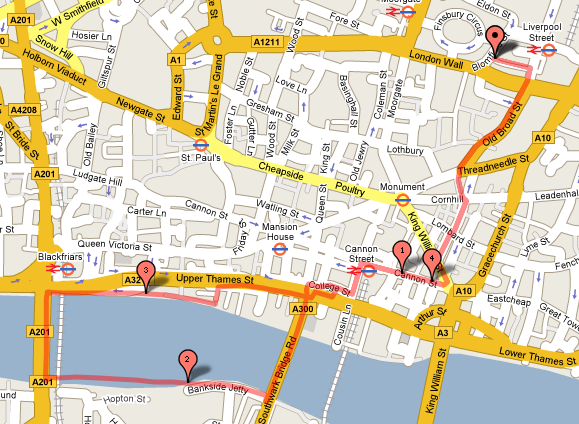 A201
W Smithfield
Snow Hill
Hosier Ln
Giltspur St
Holborn Viaduct
A4208
St Bride St
A201
Old Bailey
Newgate St
A1
Edward St
St Martin's Le Grand
A1211
Noble St
Wood St
Fore St
Moorgate
Finsbury Circus
Eldon St
Liverpool Street
London Wall
Blomfield
Love Ln
Basinghall St
Coleman St
Moorgate
Gresham St
Foster Ln
Gutter Ln
Wood St
Milk St
King St
Old Jewry
Lothbury
Old Broad St
A10
Threadneedle St
St. Paul's
Cheapside
Poultry
Monument
Cornhill
Leadenha
Ludgate Hill
Carter Ln
Cannon St
Watling St
Queen St
King William St
Lombard St
Gracechurch St
Lyme St
Fenchurch
Queen Victoria St
Friday S
Mansion House
Cannon Street
1
4
Cannon St
Blackfriars
3
A32
Upper Thames St
College St
A10
Eastcheap
Great Tower
A300
Cousin Ln
Arthur St
A3
Lower Thames St
A201
Southwark Bridge Rd
King William St
2
A201
Bankside Jetty
Hopton St
ound